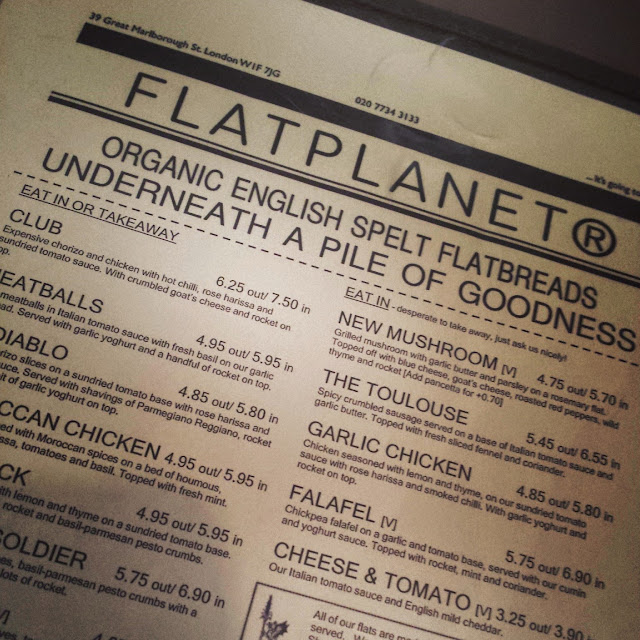 39 Great Marlborough St. London W1F 7JG
020 7734 3133
...it's going
FLATPLANET®
ORGANIC ENGLISH SPELT FLATBREADS
UNDERNEATH A PILE OF GOODNESS
EAT IN OR TAKEAWAY
CLUB 6.25 out/ 7.50 in
Expensive chorizo and chicken with hot chilli, rose harissa and
sundried tomato sauce. With crumbled goat's cheese and rocket on
top.
EATBALLS 4.95 out/ 5.95 in
meatballs in Italian tomato sauce with fresh basil on our garlic
ad. Served with garlic yoghurt and a handful of rocket on top.
DIABLO 4.85 out/ 5.80 in
rizo slices on a sundried tomato base with rose harissa and
uce. Served with shavings of Parmegiano Reggiano, rocket
t of garlic yoghurt on top.
CCAN CHICKEN 4.95 out/ 5.95 in
ed with Moroccan spices on a bed of houmous,
ssa, tomatoes and basil. Topped with fresh mint.
CK 4.95 out/ 5.95 in
ith lemon and thyme on a sundried tomato base.
rocket and basil-parmesan pesto crumbs.
OLDIER 5.75 out/ 6.90 in
es, basil-parmesan pesto crumbs with a
lots of rocket.
[V]
EAT IN - desperate to take away, just ask us nicely!
NEW MUSHROOM [V] 4.75 out/ 5.70 in
Grilled mushroom with garlic butter and parsley on a rosemary flat.
Topped off with blue cheese, goat's cheese, roasted red peppers, wild
thyme and rocket [Add pancetta for +0.70]
THE TOULOUSE 5.45 out/ 6.55 in
Spicy crumbled sausage served on a base of Italian tomato sauce and
garlic butter. Topped with fresh sliced fennel and coriander.
GARLIC CHICKEN 4.85 out/ 5.80 in
Chicken seasoned with lemon and thyme, on our sundried tomato
sauce with rose harissa and smoked chilli. With garlic yoghurt and
rocket on top.
FALAFEL [V] 5.75 out/ 6.90 in
Chickpea falafel on a garlic and tomato base, served with our cumin
and yoghurt sauce. Topped with rocket, mint and coriander.
CHEESE & TOMATO [V] 3.25 out/ 3.90 in
Our Italian tomato sauce and English mild cheddar.
All of our flats are
served.